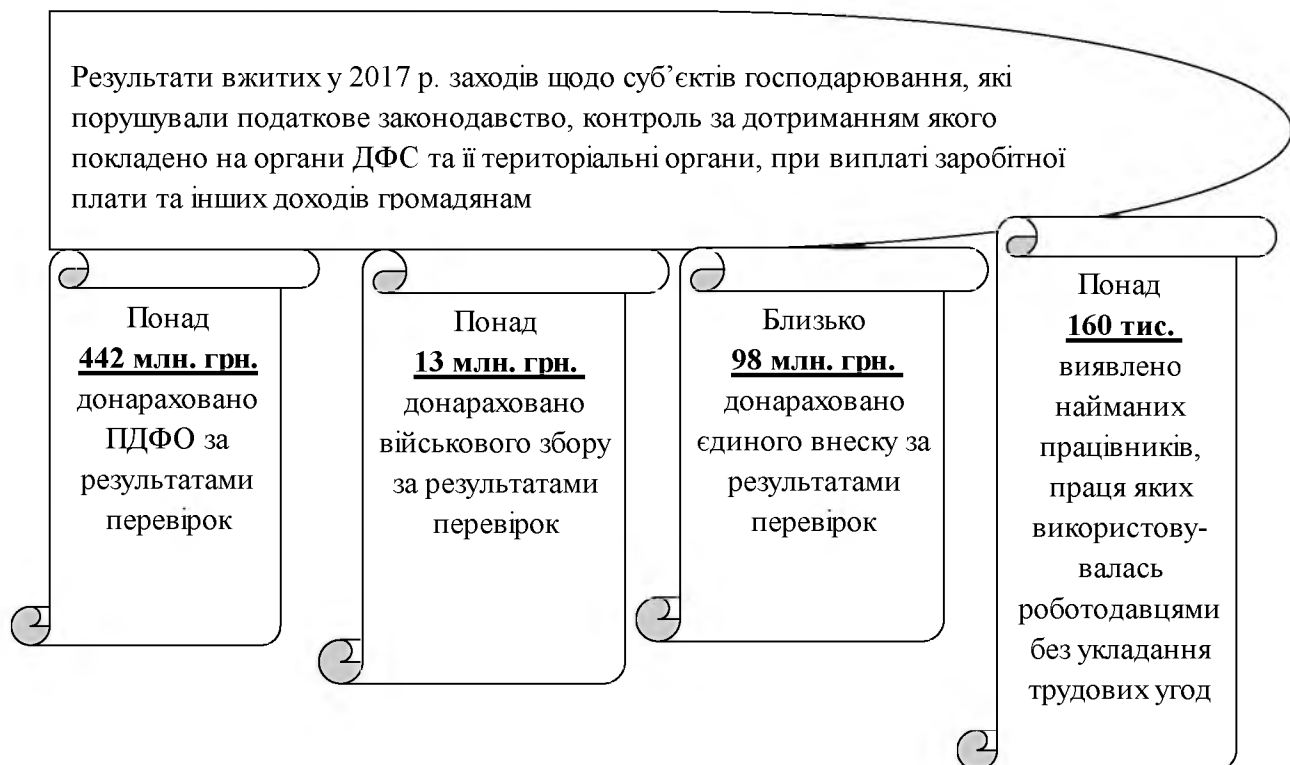 Результати вжитих у 2017 р. заходів щодо суб’єктів господарювання, які
порушували податкове законодавство, контроль за дотриманням якого
покладено на органи ДФС та її територіальні органи, при виплаті заробітної
плати та інших доходів громадянам
Понад
442 млн. грн.
донараховано
ПДФО за
результатами
перевірок
Понад
13 млн. грн.
донараховано
військового збору
за результатами
перевірок
Близько
98 млн. грн.
донараховано
єдиного внеску за
результатами
перевірок
Понад
160 тис.
виявлено
найманих
працівників,
праця яких
використову-
валась
роботодавцями
без укладання
трудових угод